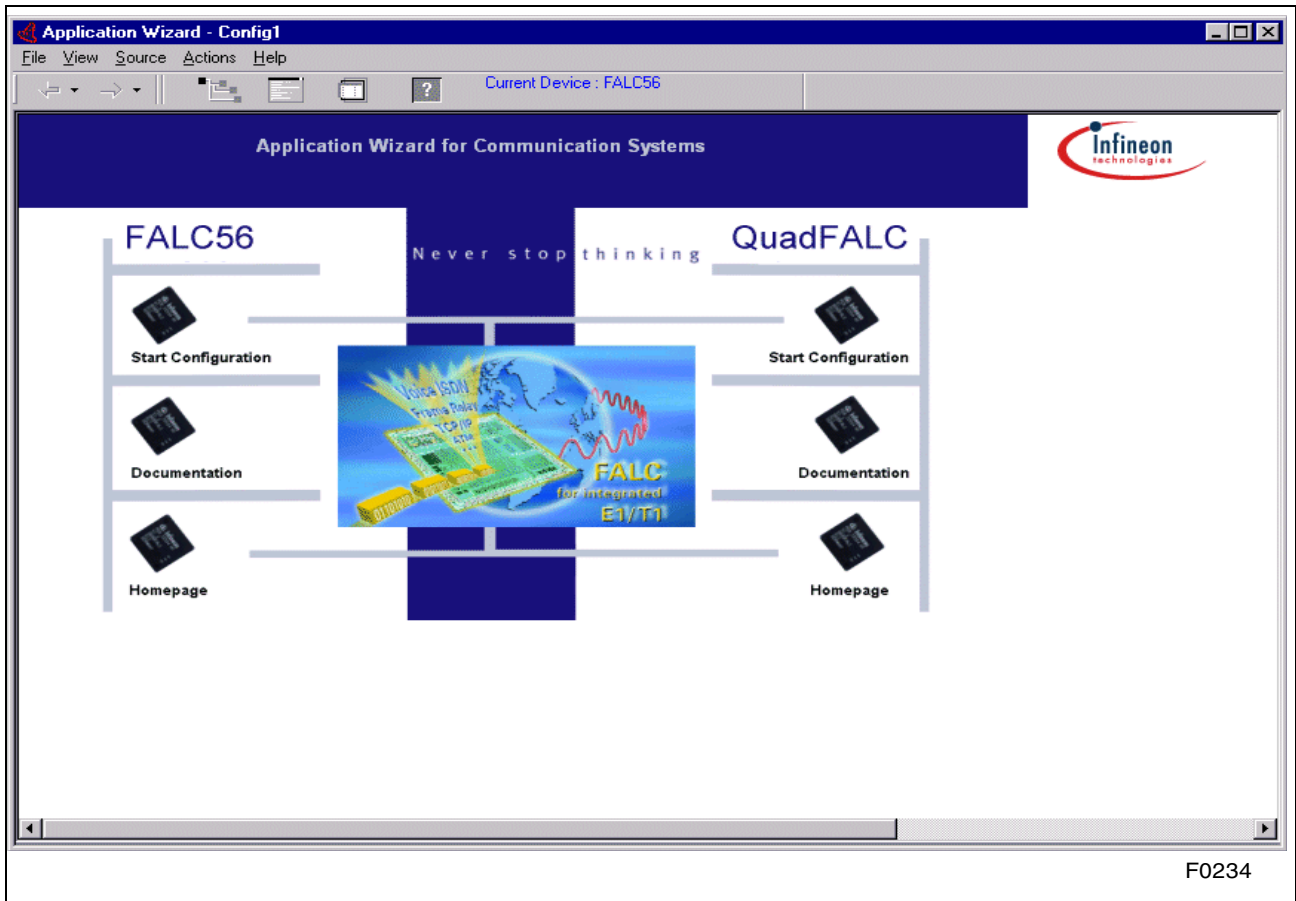 Application Wizard - Config1
File View Source Actions Help
? Current Device : FALC56
Application Wizard for Communication Systems
Infineon
technologies
FALC56
Never stop thinking
QuadFALC
Start Configuration
Start Configuration
Voice ISDN
Frame Relay
TCP/IP
ATM
...
FALC
for integrated
E1/T1
Documentation
Documentation
Homepage
Homepage
F0234